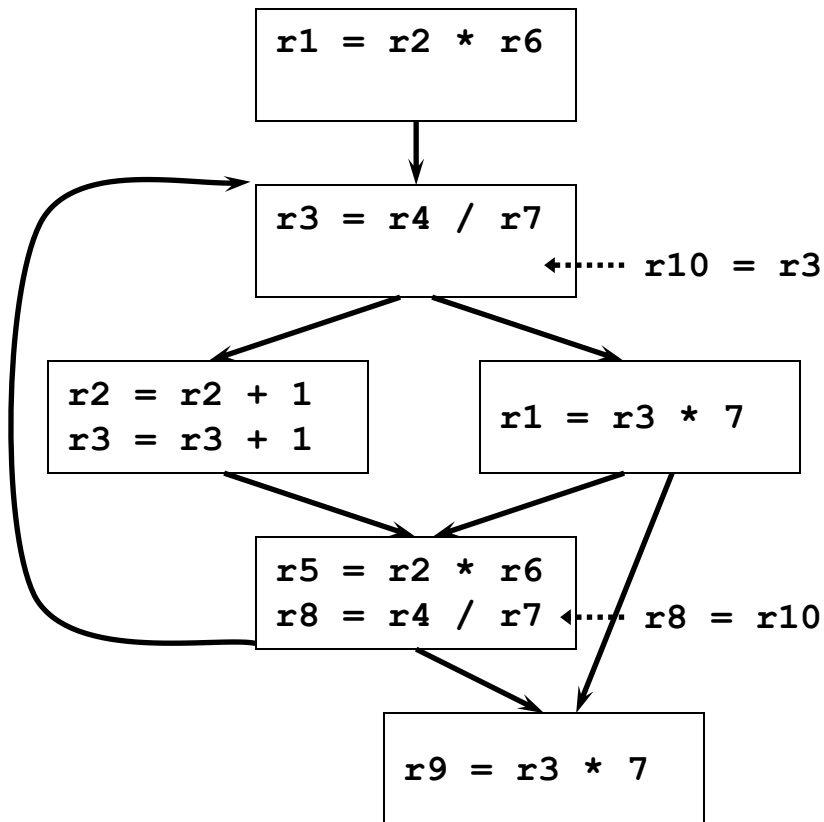 r1 = r2 * r6
r3 = r4 / r7
r10 = r3
r2 = r2 + 1
r3 = r3 + 1
r1 = r3 * 7
r5 = r2 * r6
r8 = r4 / r7
r8 = r10
r9 = r3 * 7